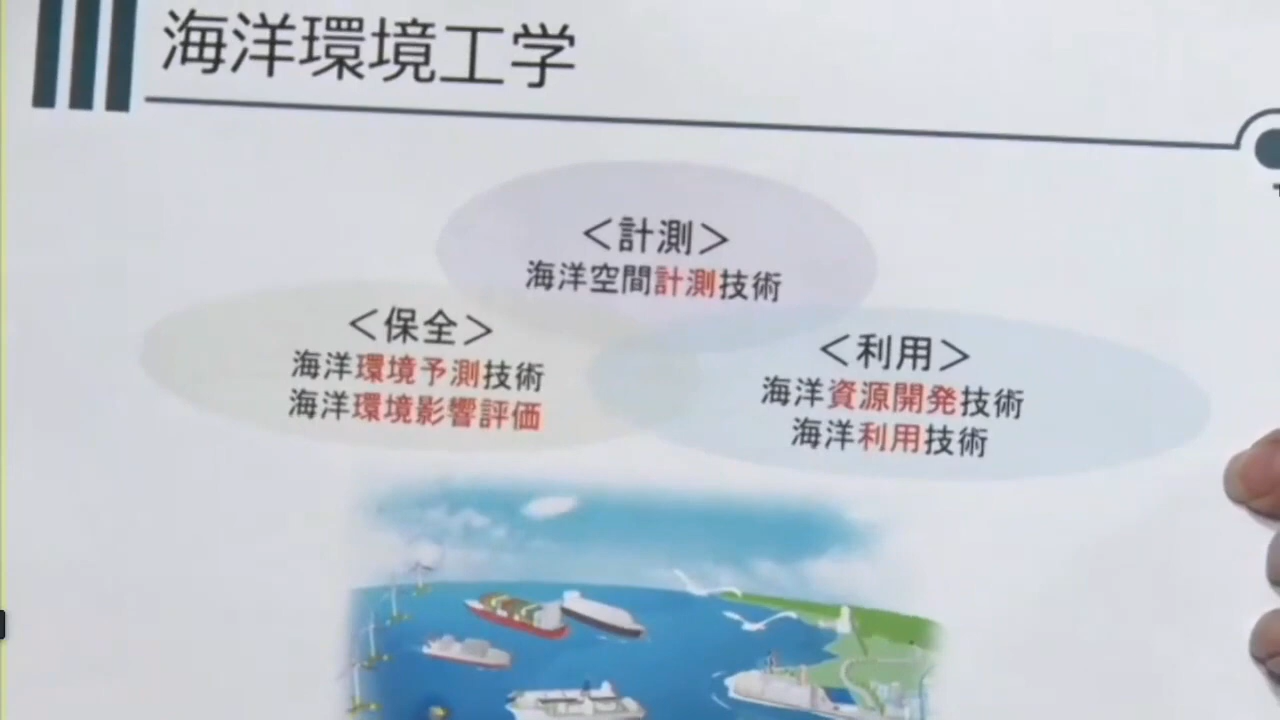 海洋環境工学
＜計測＞
海洋空間計測技術
＜保全＞
海洋環境予測技術
海洋環境影響評価
＜利用＞
海洋資源開発技術
海洋利用技術